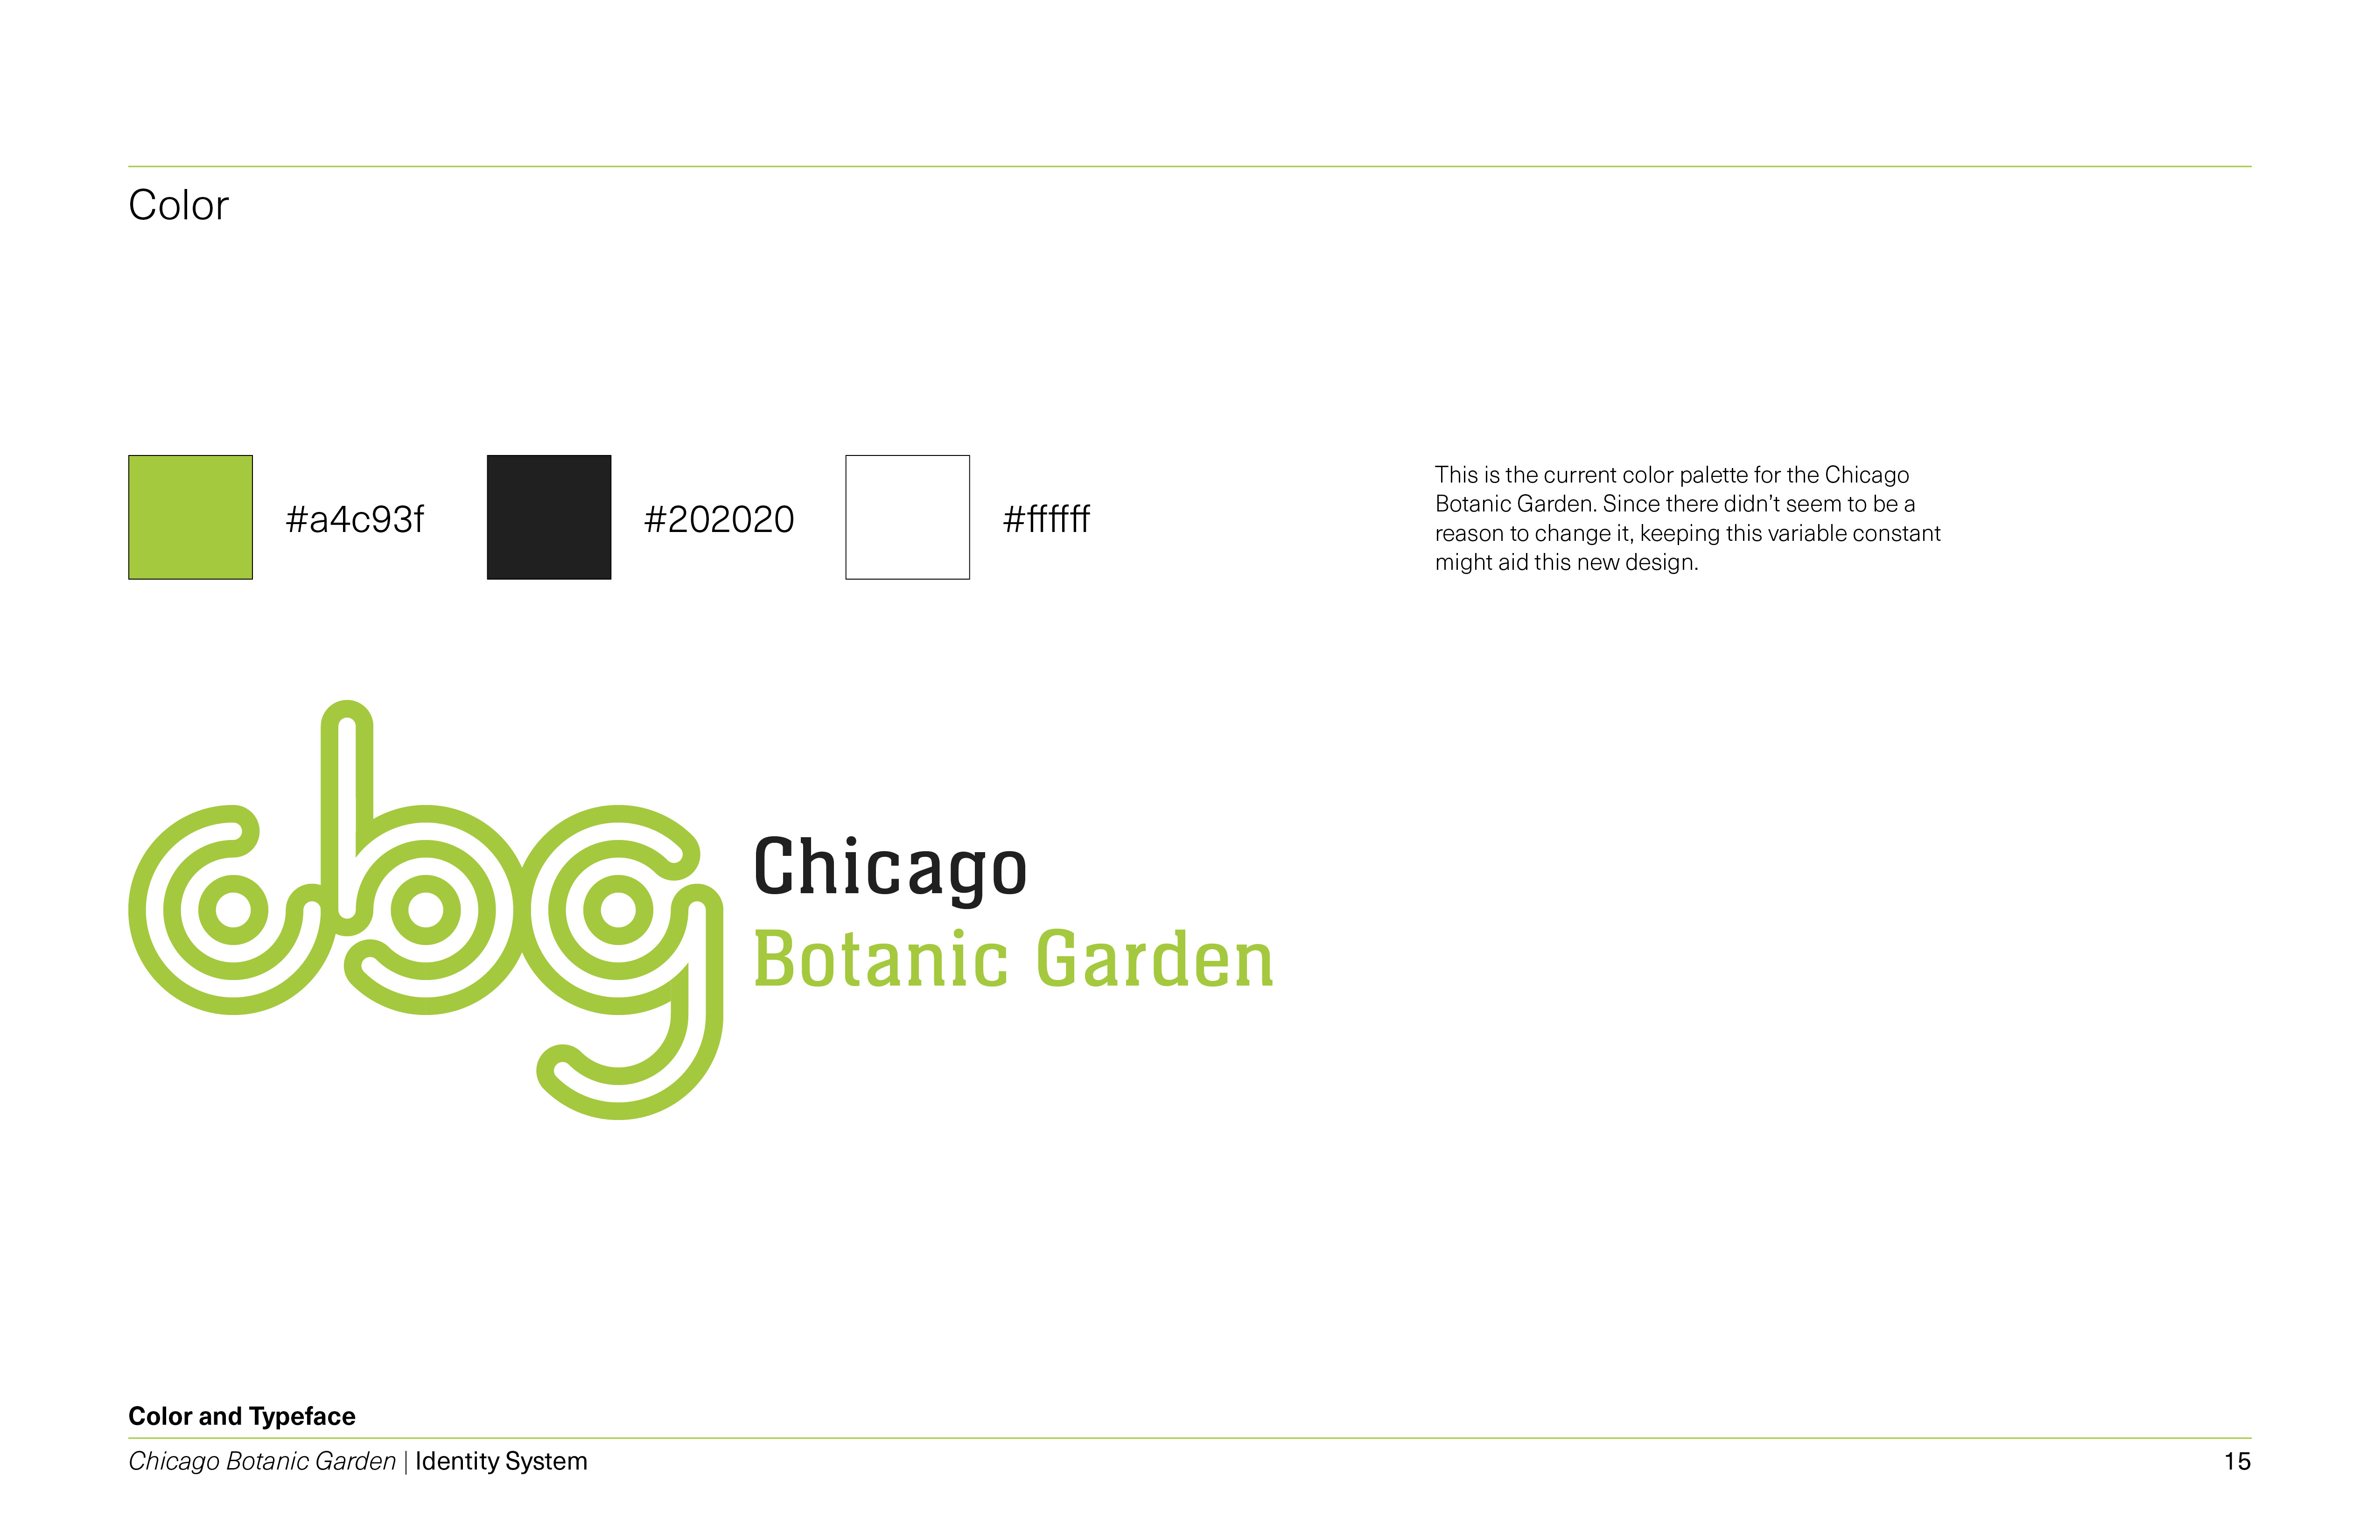 Color
#a4c93f
#202020
#ffffff
This is the current color palette for the Chicago
Botanic Garden. Since there didn’t seem to be a
reason to change it, keeping this variable constant
might aid this new design.
cbg
Chicago
Botanic Garden
Color and Typeface
Chicago Botanic Garden | Identity System
15